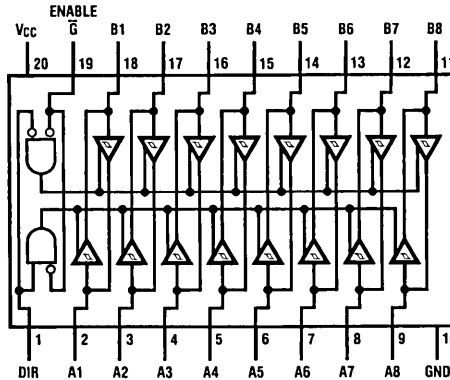 ENABLE
VCC G̅ B1 B2 B3 B4 B5 B6 B7 B8
20 19 18 17 16 15 14 13 12 11
1 2 3 4 5 6 7 8 9 10
DIR A1 A2 A3 A4 A5 A6 A7 A8 GND